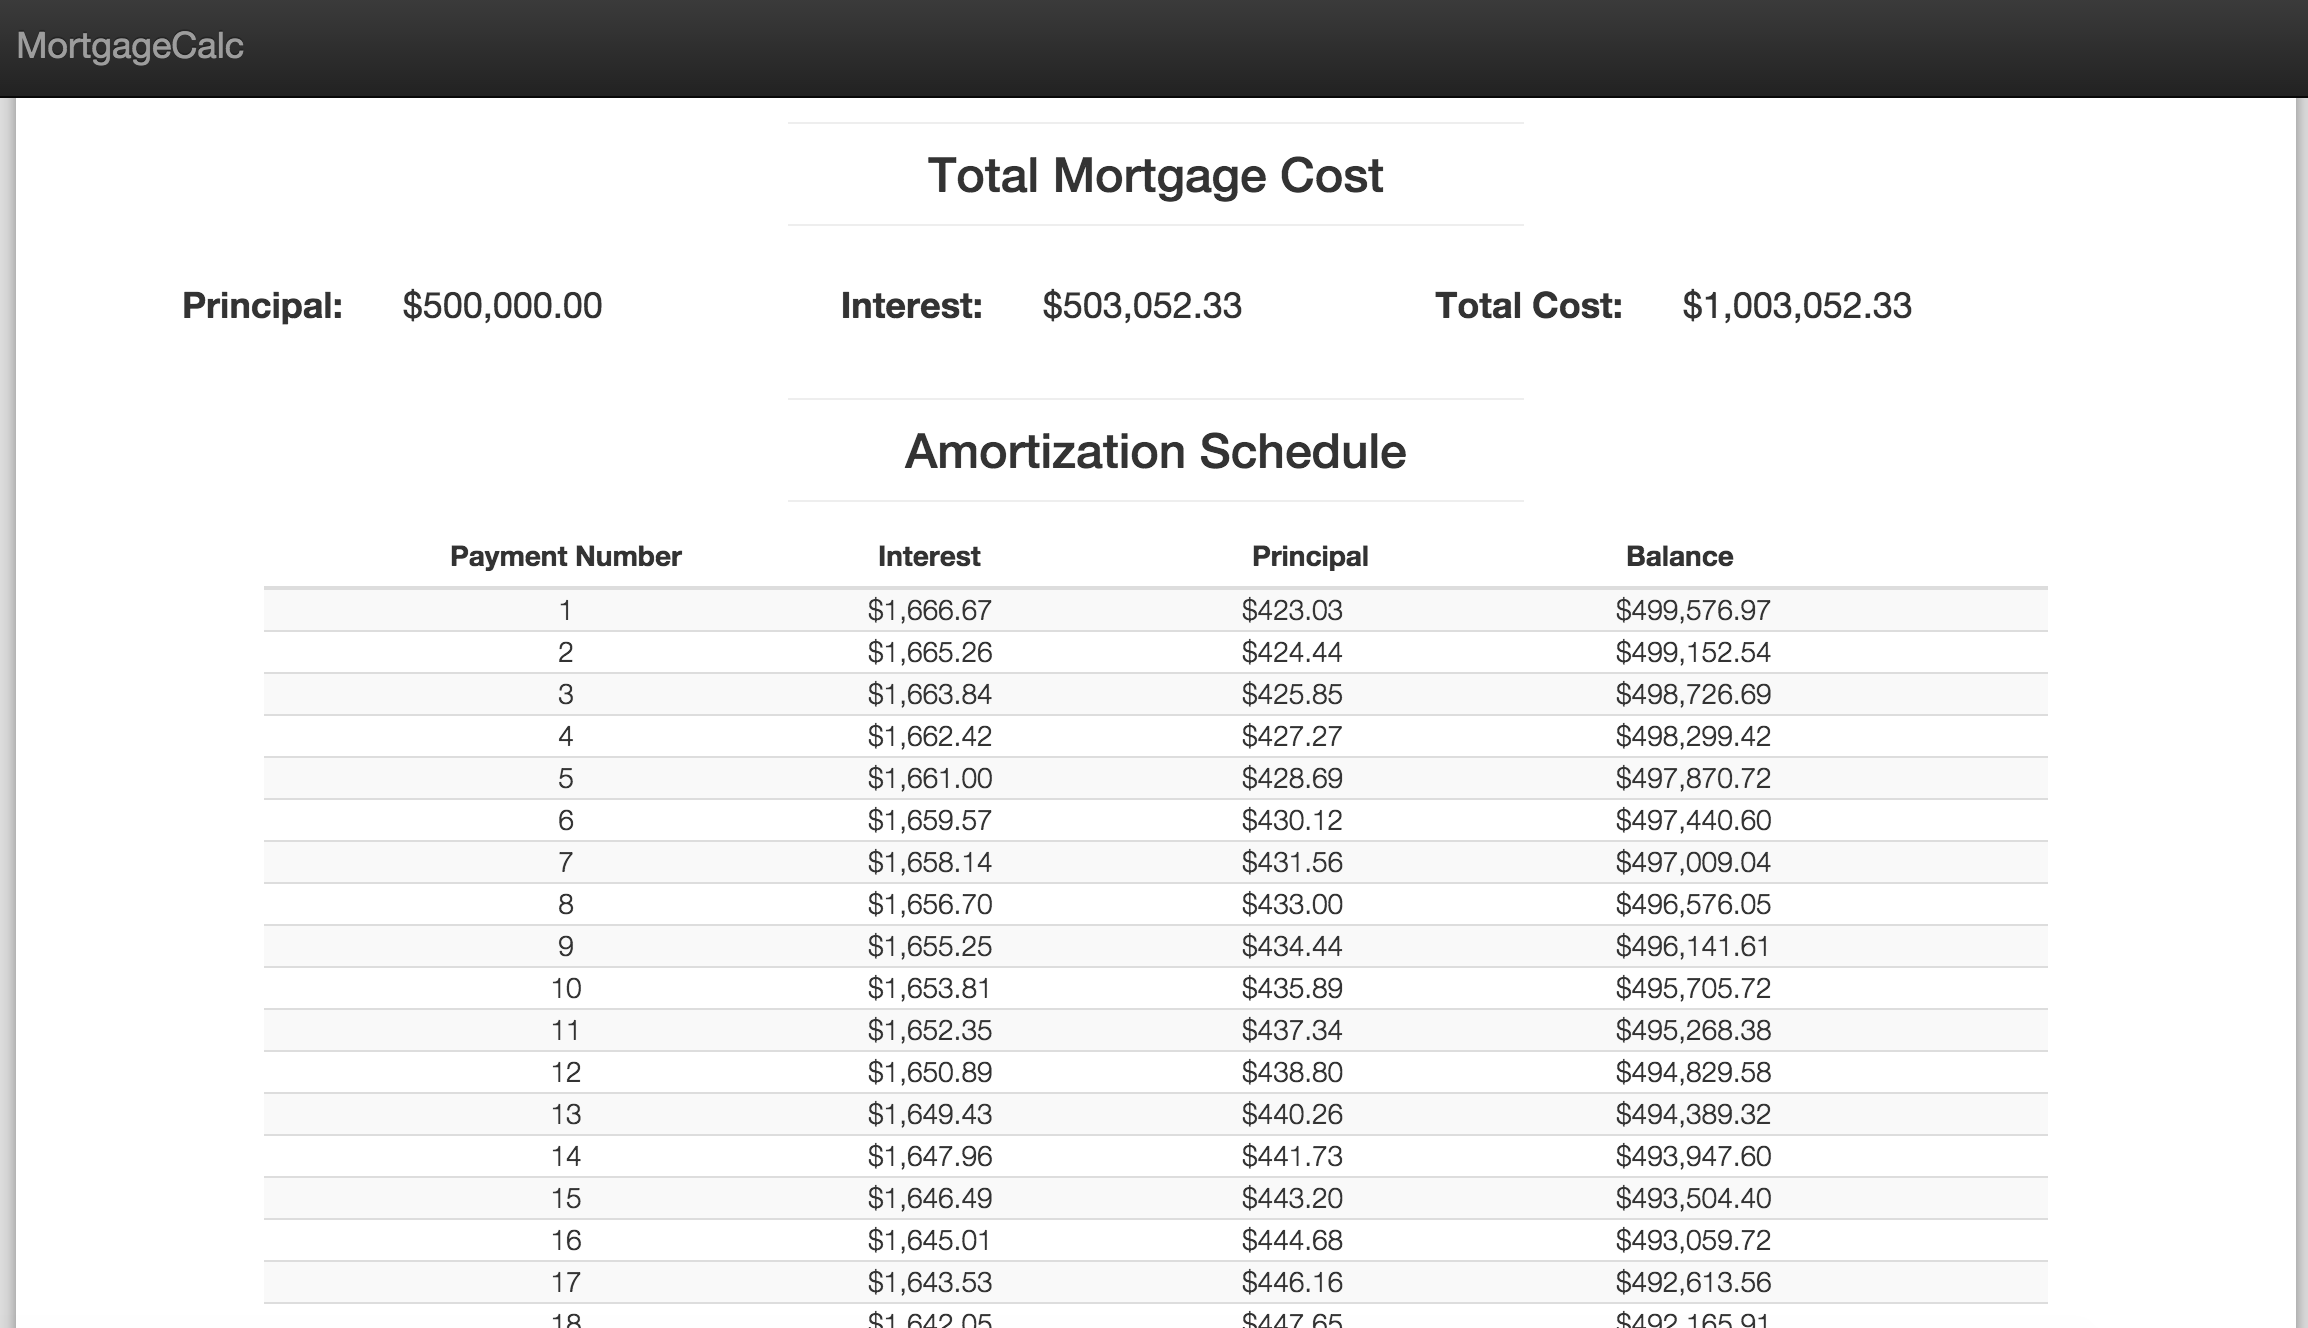 MortgageCalc
Total Mortgage Cost
Principal: $500,000.00 Interest: $503,052.33 Total Cost: $1,003,052.33
Amortization Schedule
Payment Number Interest Principal Balance
1 $1,666.67 $423.03 $499,576.97
2 $1,665.26 $424.44 $499,152.54
3 $1,663.84 $425.85 $498,726.69
4 $1,662.42 $427.27 $498,299.42
5 $1,661.00 $428.69 $497,870.72
6 $1,659.57 $430.12 $497,440.60
7 $1,658.14 $431.56 $497,009.04
8 $1,656.70 $433.00 $496,576.05
9 $1,655.25 $434.44 $496,141.61
10 $1,653.81 $435.89 $495,705.72
11 $1,652.35 $437.34 $495,268.38
12 $1,650.89 $438.80 $494,829.58
13 $1,649.43 $440.26 $494,389.32
14 $1,647.96 $441.73 $493,947.60
15 $1,646.49 $443.20 $493,504.40
16 $1,645.01 $444.68 $493,059.72
17 $1,643.53 $446.16 $492,613.56
18 $1,642.05 $447.65 $492,165.91